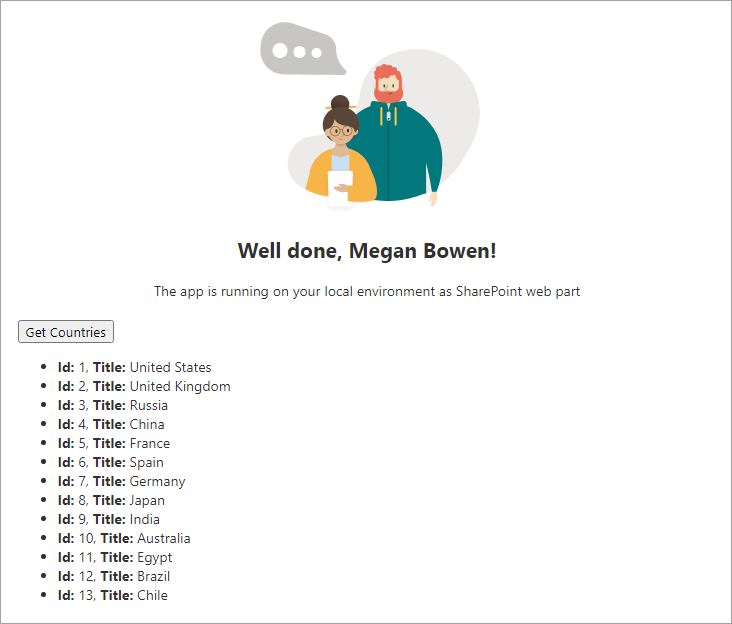 Well done, Megan Bowen!
The app is running on your local environment as SharePoint web part
Get Countries
Id: 1, Title: United States
Id: 2, Title: United Kingdom
Id: 3, Title: Russia
Id: 4, Title: China
Id: 5, Title: France
Id: 6, Title: Spain
Id: 7, Title: Germany
Id: 8, Title: Japan
Id: 9, Title: India
Id: 10, Title: Australia
Id: 11, Title: Egypt
Id: 12, Title: Brazil
Id: 13, Title: Chile